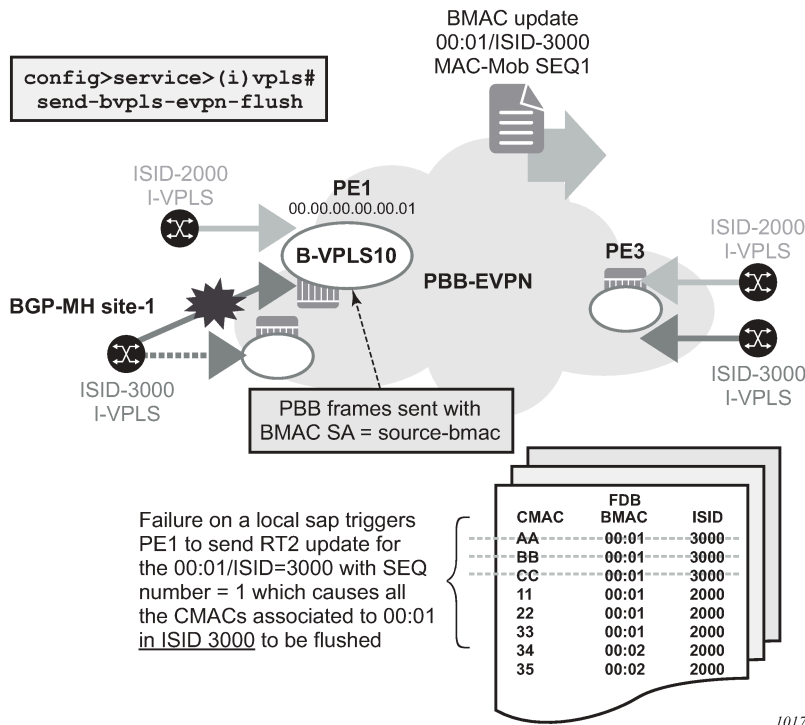 BMAC update
00:01/ISID-3000
MAC-Mob SEQ1
config>service>(i)vpls#
send-bvpls-evpn-flush
ISID-2000
I-VPLS
PE1
00.00.00.00.00.01
B-VPLS10
PBB-EVPN
PE3
ISID-2000
I-VPLS
BGP-MH site-1
ISID-3000
I-VPLS
ISID-3000
I-VPLS
PBB frames sent with
BMAC SA = source-bmac
Failure on a local sap triggers
PE1 to send RT2 update for
the 00:01/ISID=3000 with SEQ
number = 1 which causes all
the CMACs associated to 00:01
in ISID 3000 to be flushed
FDB
CMAC BMAC ISID
AA 00:01 3000
BB 00:01 3000
CC 00:01 3000
11 00:01 2000
22 00:01 2000
33 00:01 2000
34 00:02 2000
35 00:02 2000
1017